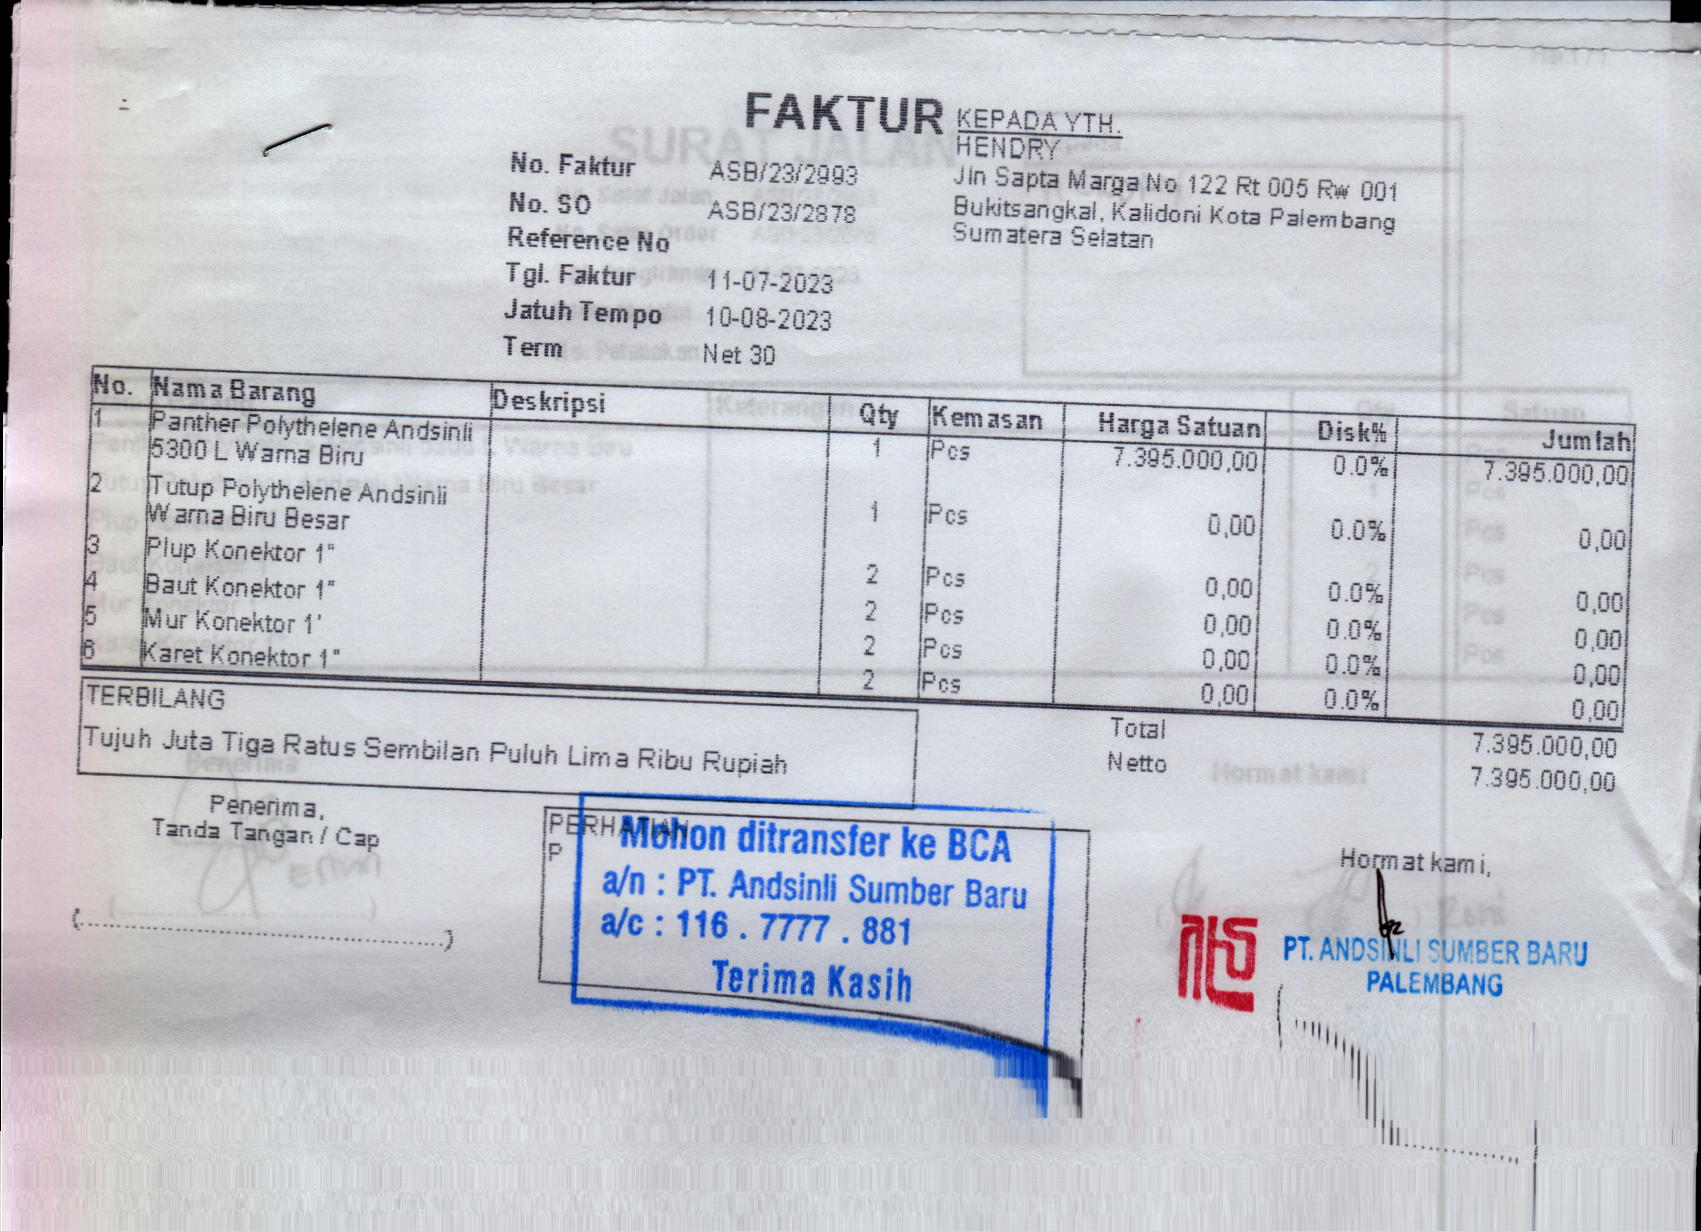 FAKTUR
KEPADA YTH.
HENDRY
Jln Sapta Marga No 122 Rt 005 Rw 001
Bukitsangkal, Kalidoni Kota Palembang
Sumatera Selatan
No. Faktur ASB/23/2993
No. SO ASB/23/2878
Reference No
Tgl. Faktur 11-07-2023
Jatuh Tempo 10-08-2023
Term Net 30
No. Nama Barang Deskripsi Qty Kemasan Harga Satuan Disk% Jumlah
1 Panther Polythelene Andsinli 1 Pcs 7.395.000,00 0.0% 7.395.000,00
5300 L Warna Biru
2 Tutup Polythelene Andsinli 1 Pcs 0,00 0.0% 0,00
Warna Biru Besar
3 Plup Konektor 1" 2 Pcs 0,00 0.0% 0,00
4 Baut Konektor 1" 2 Pcs 0,00 0.0% 0,00
5 Mur Konektor 1' 2 Pcs 0,00 0.0% 0,00
6 Karet Konektor 1" 2 Pcs 0,00 0.0% 0,00
TERBILANG
Tujuh Juta Tiga Ratus Sembilan Puluh Lima Ribu Rupiah
Total 7.395.000,00
Netto 7.395.000,00
Penerima,
Tanda Tangan / Cap
PERHATIAN
P
Mohon ditransfer ke BCA
a/n : PT. Andsinli Sumber Baru
a/c : 116 . 7777 . 881
Terima Kasih
Hormat kami,
PT. ANDSINLI SUMBER BARU
PALEMBANG